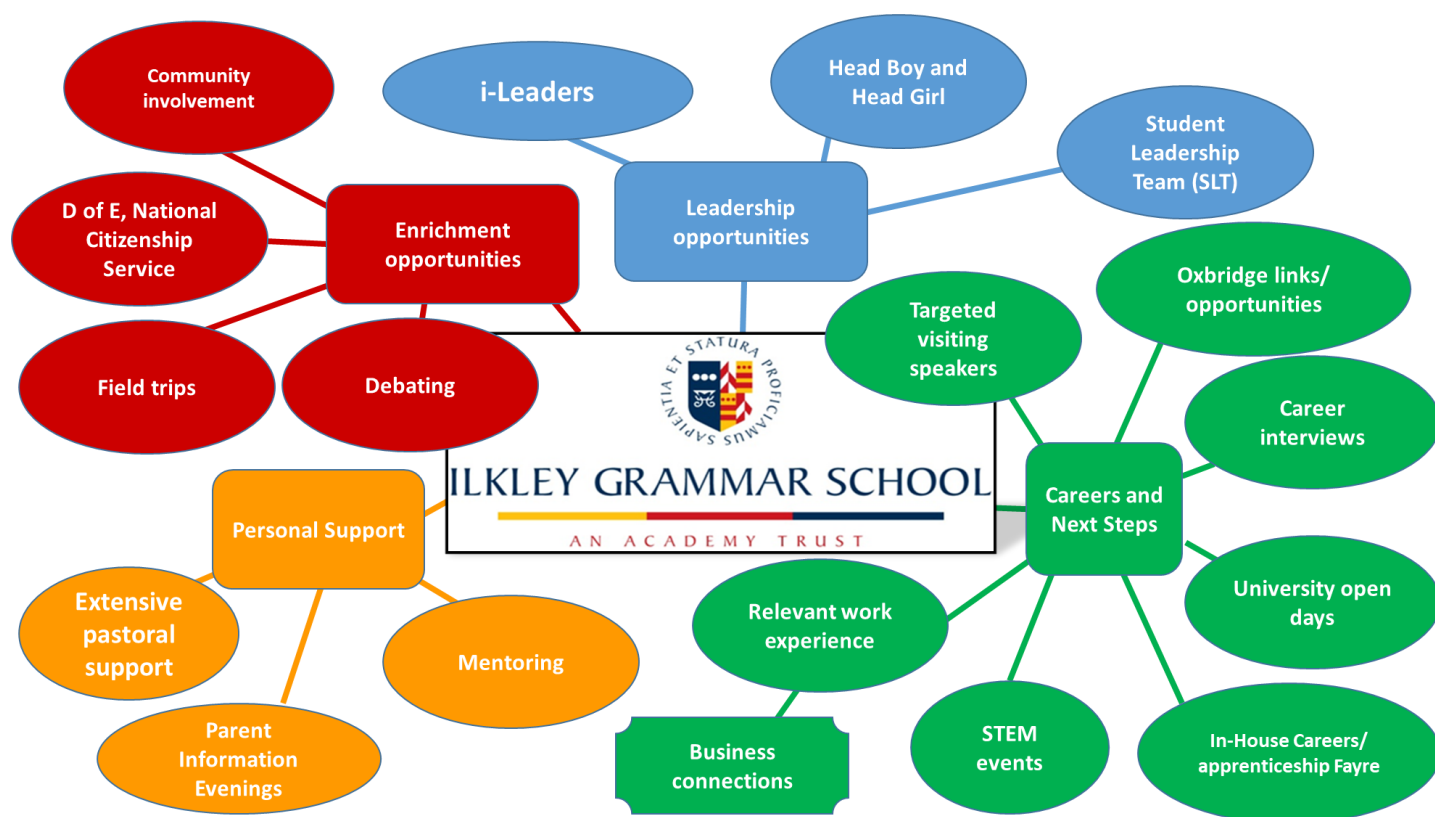 Community
involvement
i-Leaders
Head Boy and
Head Girl
Student
Leadership
Team (SLT)
D of E, National
Citizenship
Service
Enrichment
opportunities
Leadership
opportunities
Oxbridge links/
opportunities
Targeted
visiting
speakers
Field trips
Debating
SAPIENTIA ET STATURA PROFICIAMUS
Career
interviews
ILKLEY GRAMMAR SCHOOL
AN ACADEMY TRUST
Careers and
Next Steps
Personal Support
Extensive
pastoral
support
Mentoring
Parent
Information
Evenings
Relevant work
experience
University open
days
Business
connections
STEM
events
In-House Careers/
apprenticeship Fayre